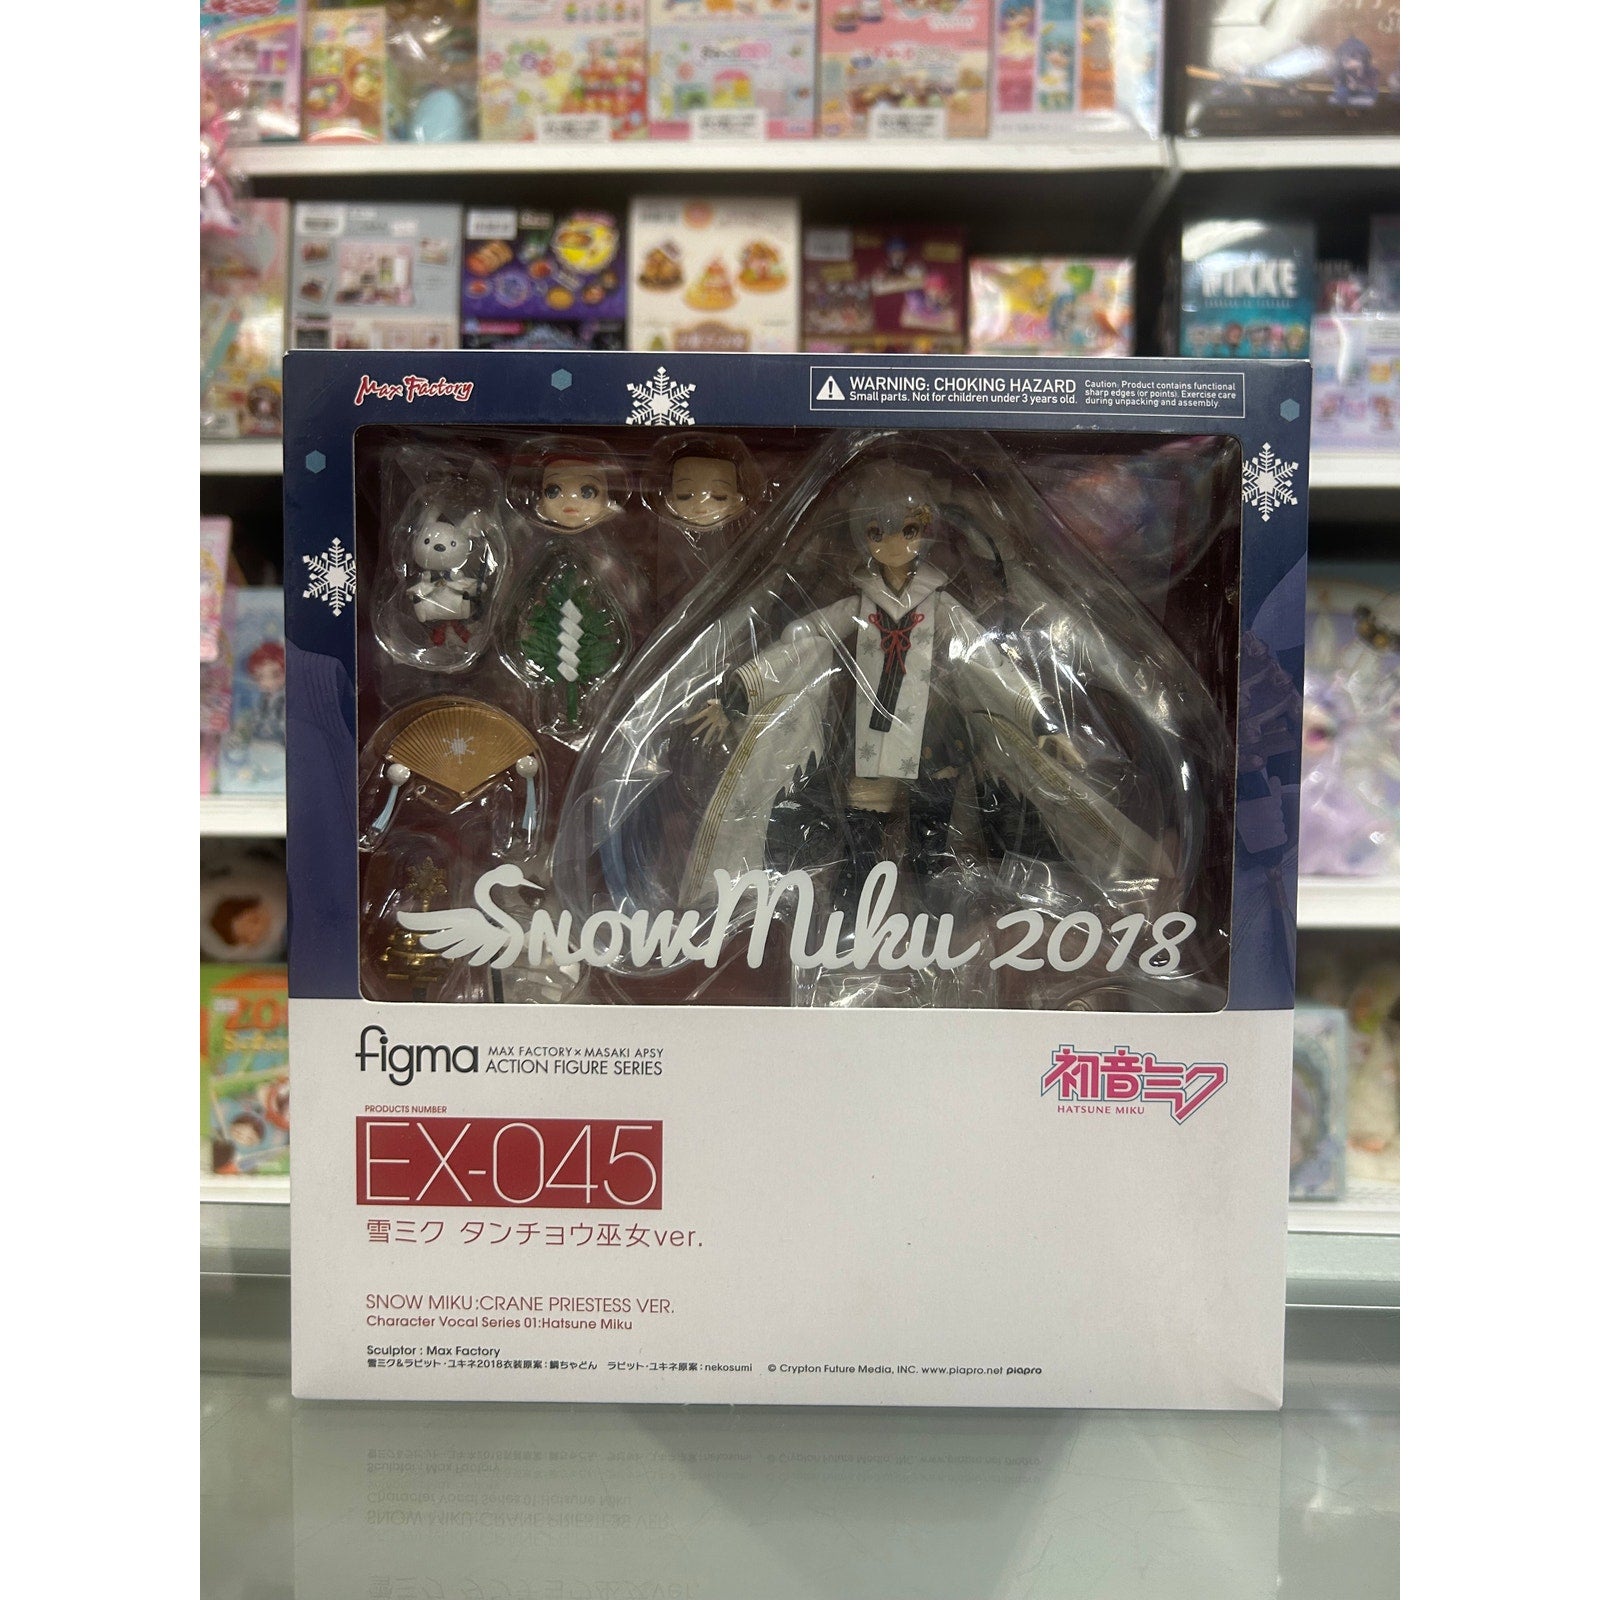 NIKKE
Max Factory
WARNING: CHOKING HAZARD
Small parts. Not for children under 3 years old.
Caution: Product contains functional
sharp edges (or points). Exercise care
during unpacking and assembly.
Snow Miku 2018
figma
MAX FACTORY × MASAKI APSY
ACTION FIGURE SERIES
初音ミク
HATSUNE MIKU
PRODUCTS NUMBER
EX-045
雪ミク タンチョウ巫女ver.
SNOW MIKU:CRANE PRIESTESS VER.
Character Vocal Series 01:Hatsune Miku
Sculptor : Max Factory
雪ミク&ラビット・ユキネ2018衣装原案:鯛ちゃどん ラビット・ユキネ原案:nekosumi © Crypton Future Media, INC. www.piapro.net piapro